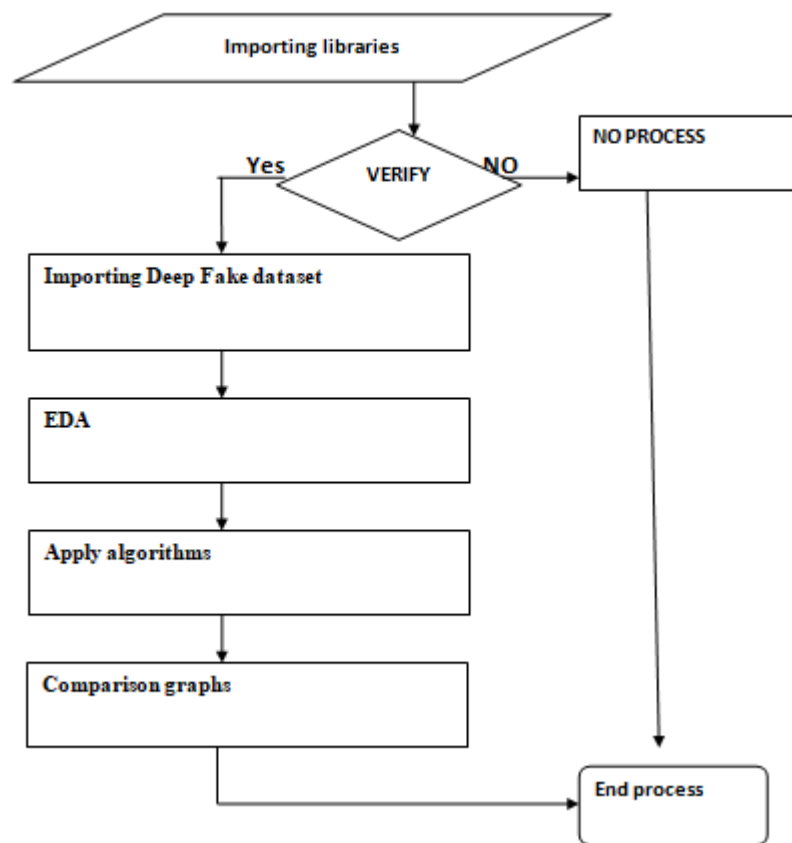 Importing libraries
Yes
VERIFY
NO
NO PROCESS
Importing Deep Fake dataset
EDA
Apply algorithms
Comparison graphs
End process